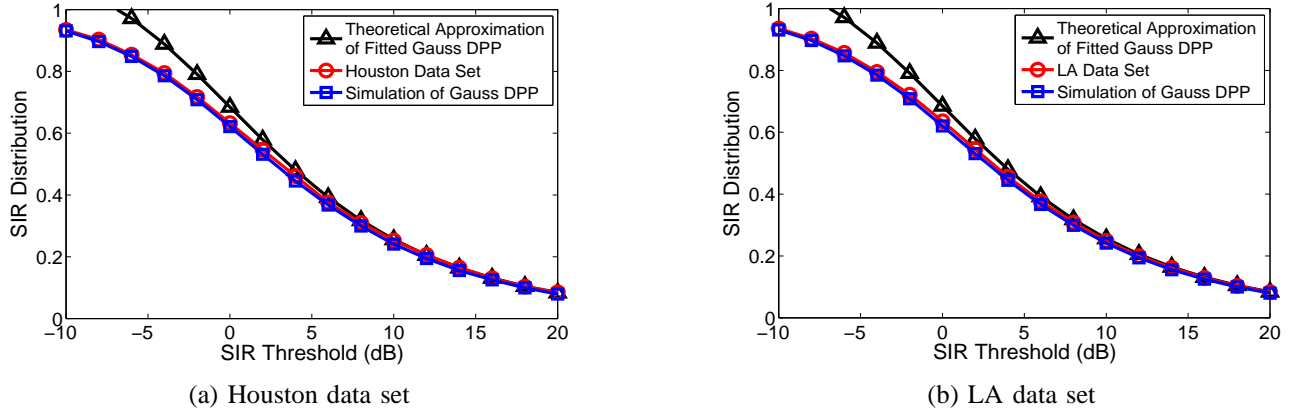 1
0.8
0.6
0.4
0.2
0
SIR Distribution
−10
−5
0
5
10
15
20
SIR Threshold (dB)
Theoretical Approximation
of Fitted Gauss DPP
Houston Data Set
Simulation of Gauss DPP
(a) Houston data set
1
0.8
0.6
0.4
0.2
0
SIR Distribution
−10
−5
0
5
10
15
20
SIR Threshold (dB)
Theoretical Approximation
of Fitted Gauss DPP
LA Data Set
Simulation of Gauss DPP
(b) LA data set